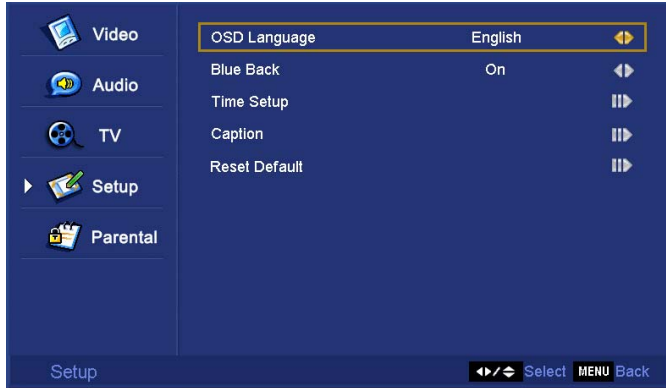 Video
Audio
TV
Setup
Parental
OSD Language English
Blue Back On
Time Setup
Caption
Reset Default
Setup Select MENU Back